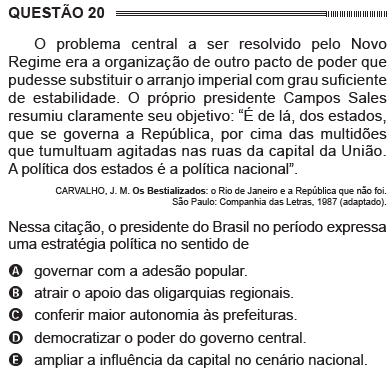 QUESTÃO 20
O problema central a ser resolvido pelo Novo
Regime era a organização de outro pacto de poder que
pudesse substituir o arranjo imperial com grau suficiente
de estabilidade. O próprio presidente Campos Sales
resumiu claramente seu objetivo: “É de lá, dos estados,
que se governa a República, por cima das multidões
que tumultuam agitadas nas ruas da capital da União.
A política dos estados é a política nacional”.
CARVALHO, J. M. Os Bestializados: o Rio de Janeiro e a República que não foi.
São Paulo: Companhia das Letras, 1987 (adaptado).
Nessa citação, o presidente do Brasil no período expressa
uma estratégia política no sentido de
A governar com a adesão popular.
B atrair o apoio das oligarquias regionais.
C conferir maior autonomia às prefeituras.
D democratizar o poder do governo central.
E ampliar a influência da capital no cenário nacional.